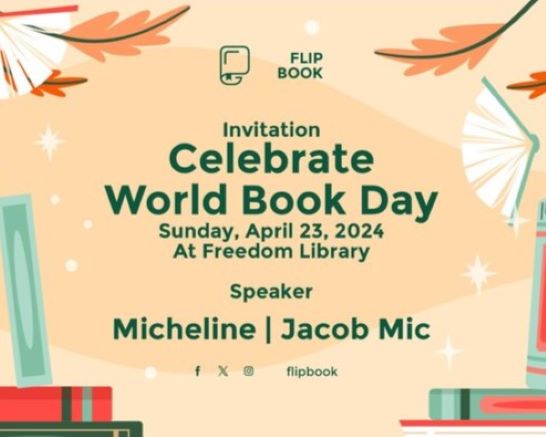 FLIP
BOOK
Invitation
Celebrate
World Book Day
Sunday, April 23, 2024
At Freedom Library
Speaker
Micheline | Jacob Mic
flipbook